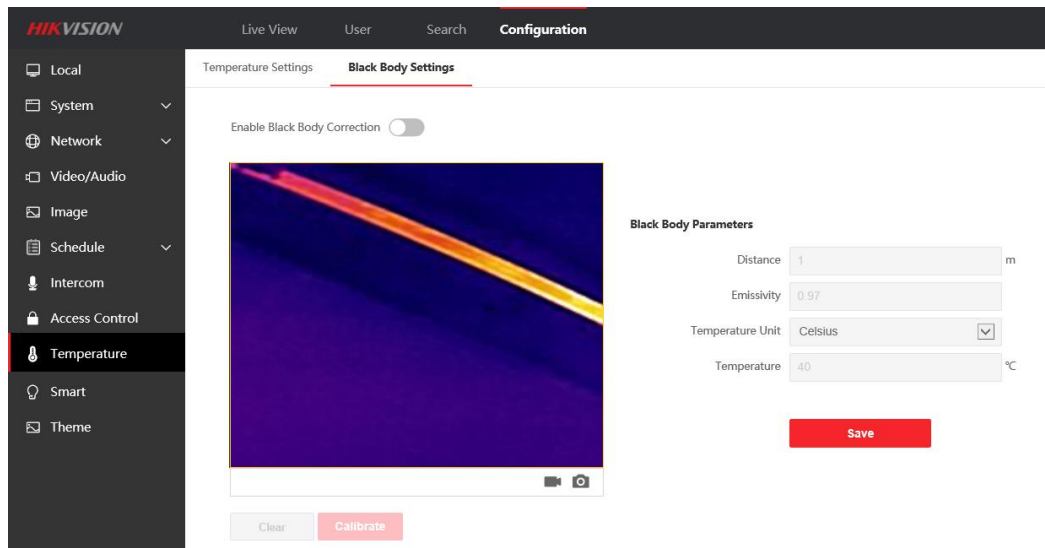 HIKVISION
Live View
User
Search
Configuration
Local
System
Network
Video/Audio
Image
Schedule
Intercom
Access Control
Temperature
Smart
Theme
Temperature Settings
Black Body Settings
Enable Black Body Correction
Black Body Parameters
Distance 1 m
Emissivity 0.97
Temperature Unit Celsius
Temperature 40 °C
Save
Clear
Calibrate